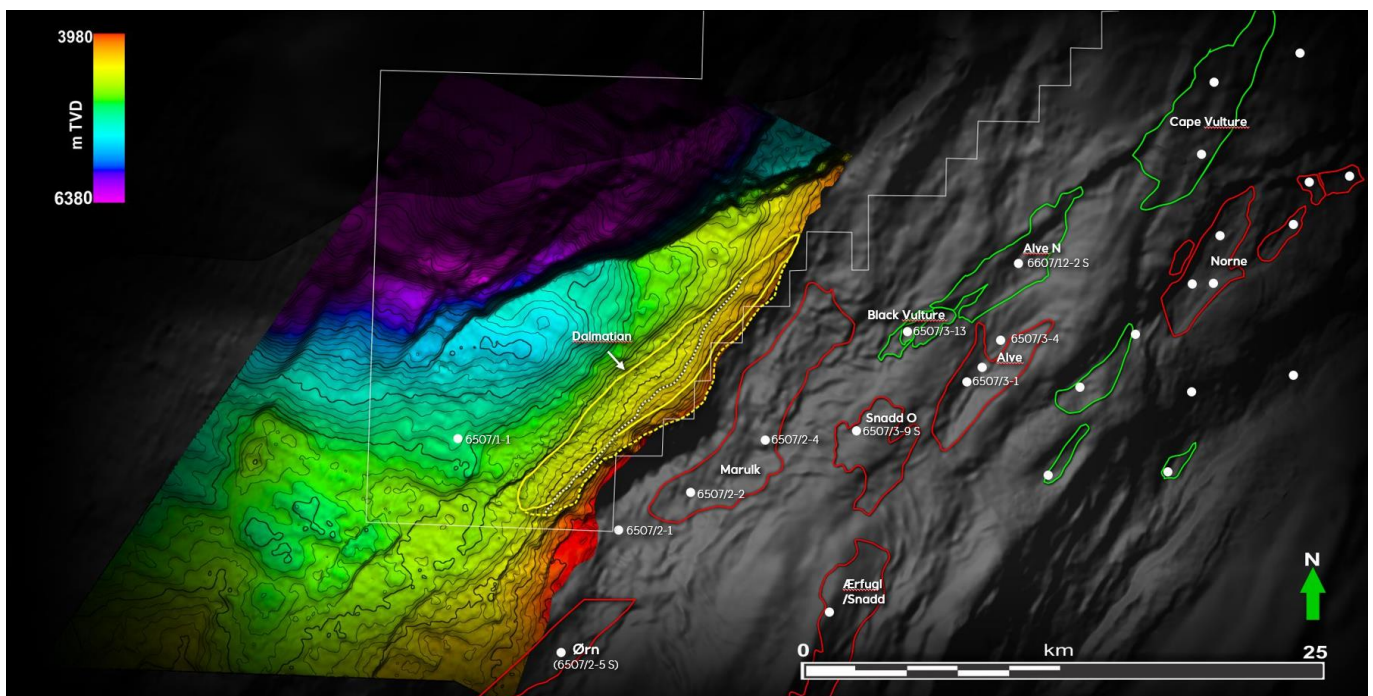 3980
m TVD
6380
Cape Vulture
Norne
Alve N
6607/12-2 S
Black Vulture
6507/3-13
6507/3-4
Alve
6507/3-1
Dalmatian
Snadd O
6507/3-9 S
6507/1-1
6507/2-4
Marulk
6507/2-2
6507/2-1
Ærfugl
/Snadd
N
Ørn
(6507/2-5 S)
0 km 25